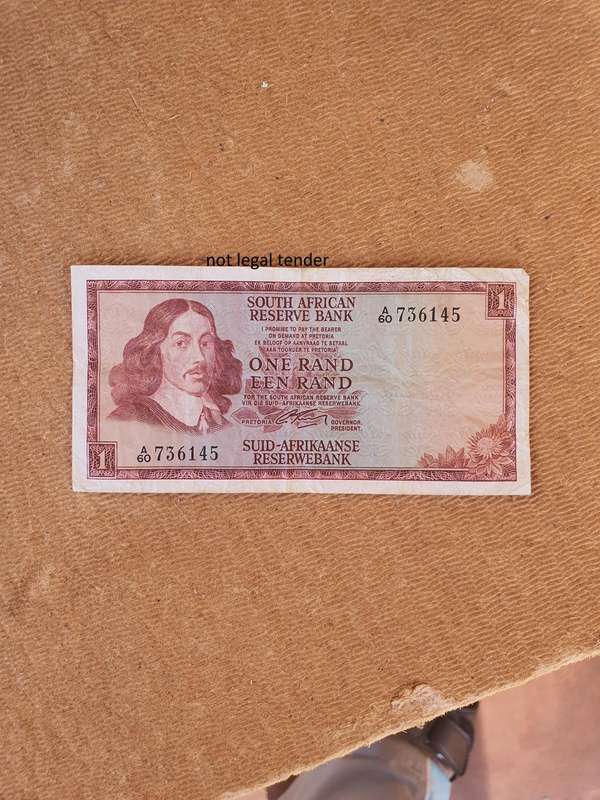 not legal tender
SOUTH AFRICAN
RESERVE BANK
A/60 736145
1
I PROMISE TO PAY THE BEARER
ON DEMAND AT PRETORIA
EK BELOOF OP AANVRAAG TE BETAAL
AAN TOONDER TE PRETORIA
ONE RAND
EEN RAND
FOR THE SOUTH AFRICAN RESERVE BANK
VIR DIE SUID-AFRIKAANSE RESERWEBANK
PRETORIA
GOVERNOR.
PRESIDENT.
1
A/60 736145
SUID-AFRIKAANSE
RESERWEBANK